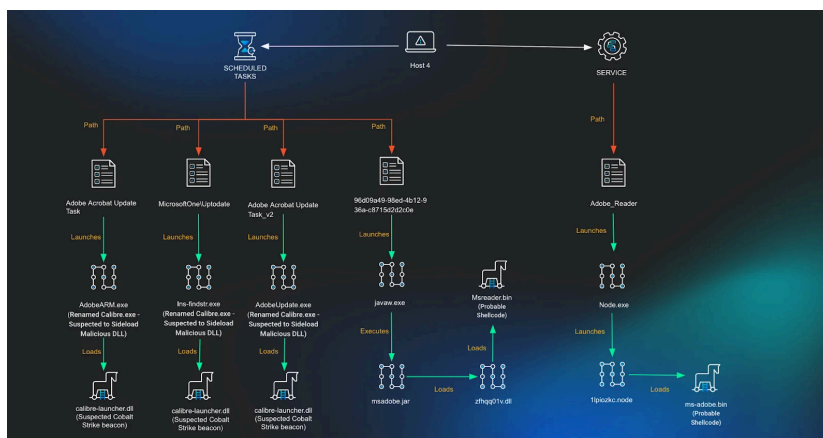 SCHEDULED
TASKS
Host 4
SERVICE
Path
Path
Path
Path
Path
Adobe Acrobat Update
Task
MicrosoftOne\Uptodate
Adobe Acrobat Update
Task_v2
96d09a49-98ed-4b12-9
36a-c8715d2d2c0e
Adobe_Reader
Launches
Launches
Launches
Launches
Launches
AdobeARM.exe
(Renamed Calibre.exe -
Suspected to Sideload
Malicious DLL)
lns-findstr.exe
(Renamed Calibre.exe -
Suspected to Sideload
Malicious DLL)
AdobeUpdate.exe
(Renamed Calibre.exe -
Suspected to Sideload
Malicious DLL)
javaw.exe
Msreader.bin
(Probable
Shellcode)
Node.exe
Loads
Loads
Loads
Executes
Loads
Launches
calibre-launcher.dll
(Suspected Cobalt
Strike beacon)
calibre-launcher.dll
(Suspected Cobalt
Strike beacon)
calibre-launcher.dll
(Suspected Cobalt
Strike beacon)
msadobe.jar
Loads
zfhqq01v.dll
1lpiozkc.node
Loads
ms-adobe.bin
(Probable
Shellcode)